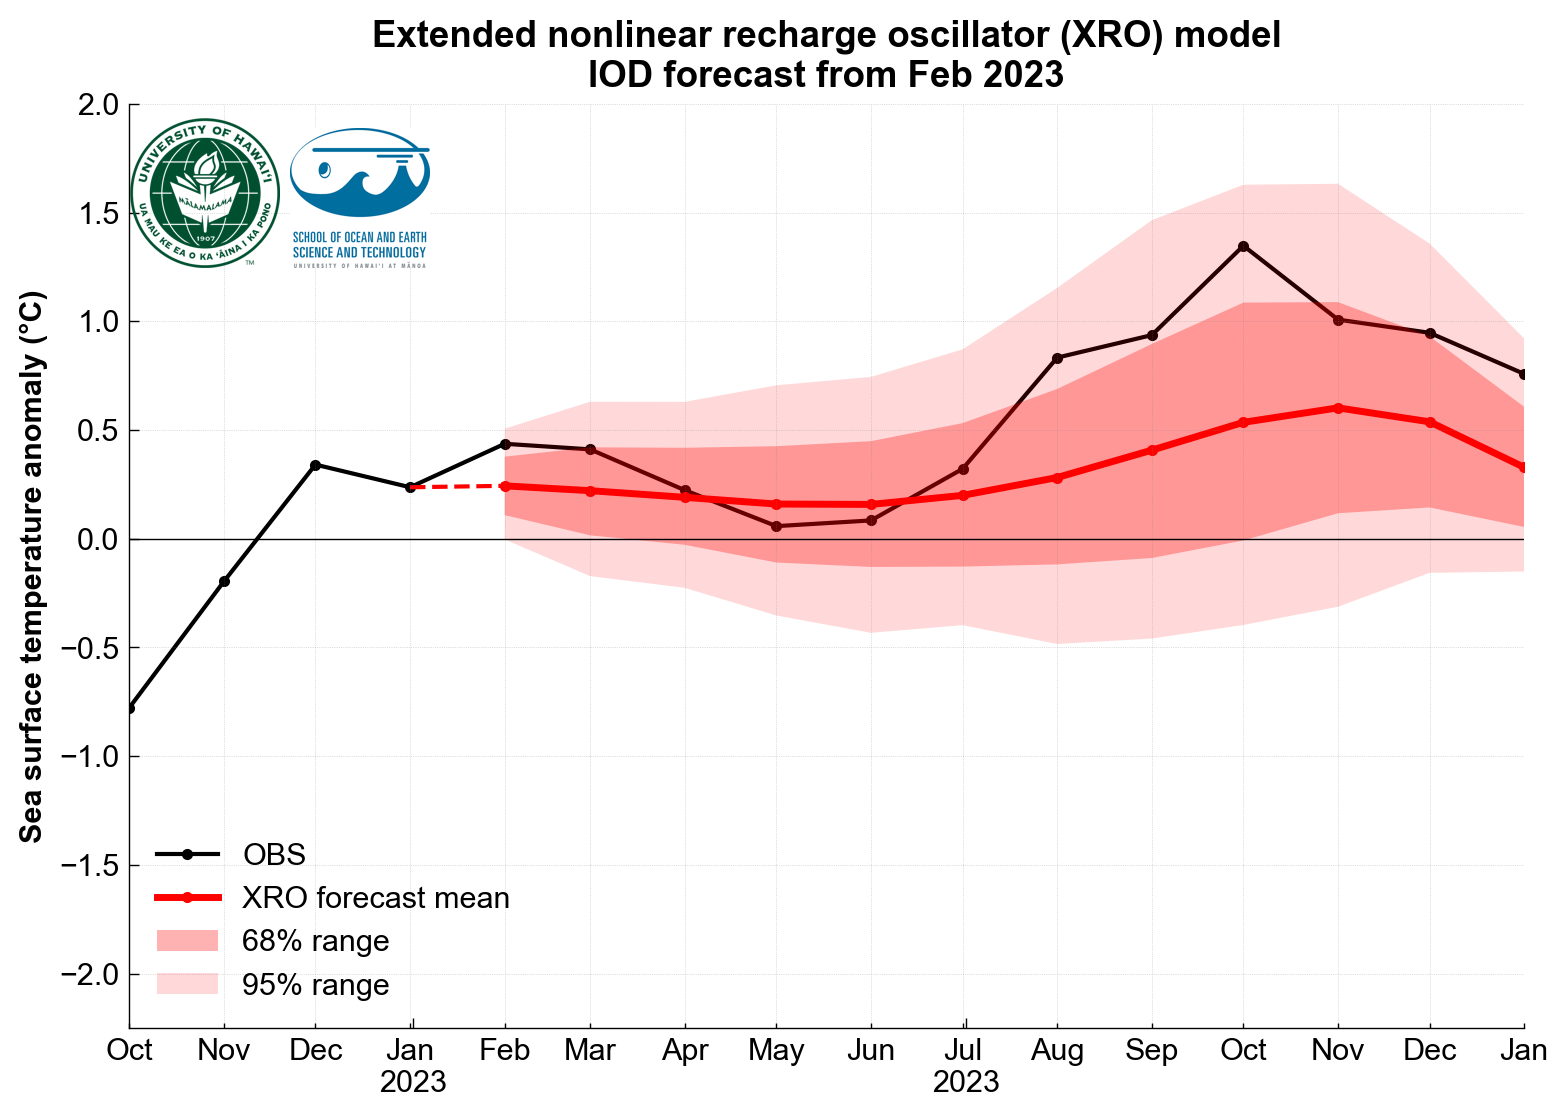 Extended nonlinear recharge oscillator (XRO) model
IOD forecast from Feb 2023
UNIVERSITY OF HAWAIʻI
MĀLAMALAMA
1907
UA MAU KE EA O KA ʻĀINA I KA PONO
TM
SCHOOL OF OCEAN AND EARTH
SCIENCE AND TECHNOLOGY
UNIVERSITY OF HAWAIʻI AT MĀNOA
Sea surface temperature anomaly (°C)
2.0
1.5
1.0
0.5
0.0
−0.5
−1.0
−1.5
−2.0
OBS
XRO forecast mean
68% range
95% range
Oct Nov Dec Jan Feb Mar Apr May Jun Jul Aug Sep Oct Nov Dec Jan
2023 2023